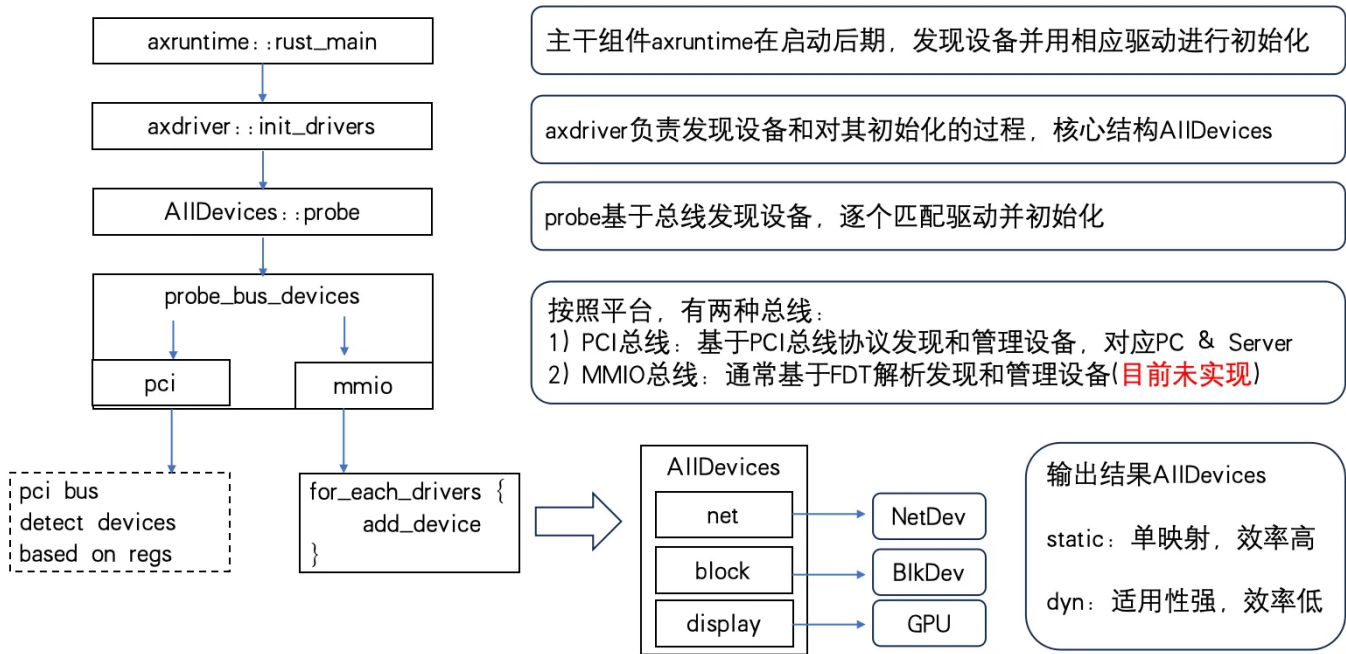 axruntime::rust_main
主干组件axruntime在启动后期，发现设备并用相应驱动进行初始化
axdriver::init_drivers
axdriver负责发现设备和对其初始化的过程，核心结构AllDevices
AllDevices::probe
probe基于总线发现设备，逐个匹配驱动并初始化
probe_bus_devices
pci
mmio
按照平台，有两种总线：
1) PCI总线：基于PCI总线协议发现和管理设备，对应PC & Server
2) MMIO总线：通常基于FDT解析发现和管理设备(目前未实现)
pci bus
detect devices
based on regs
for_each_drivers {
add_device
}
AllDevices
net
block
display
NetDev
BlkDev
GPU
输出结果AllDevices
static：单映射，效率高
dyn：适用性强，效率低